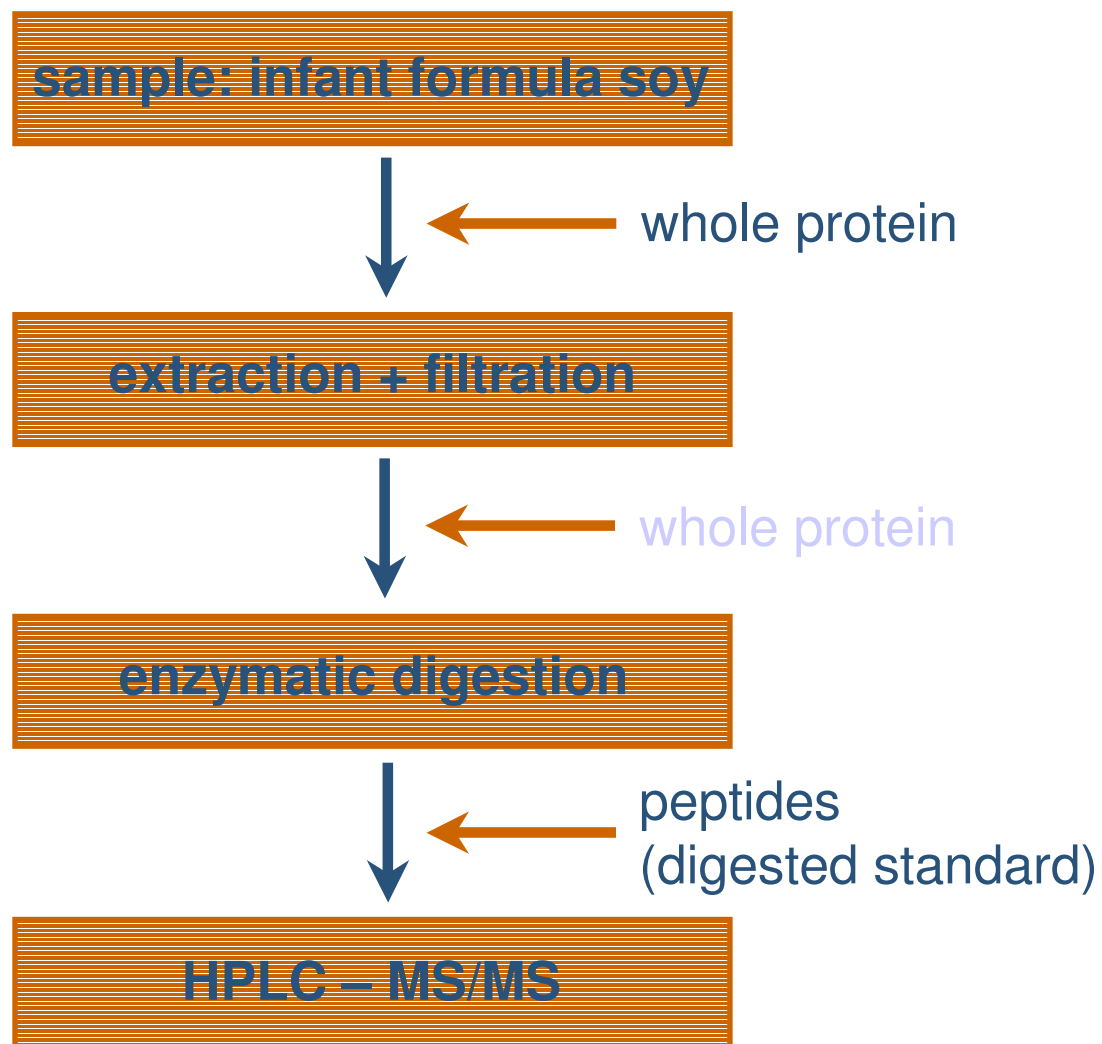 sample: infant formula soy
whole protein
extraction + filtration
whole protein
enzymatic digestion
peptides
(digested standard)
HPLC – MS/MS